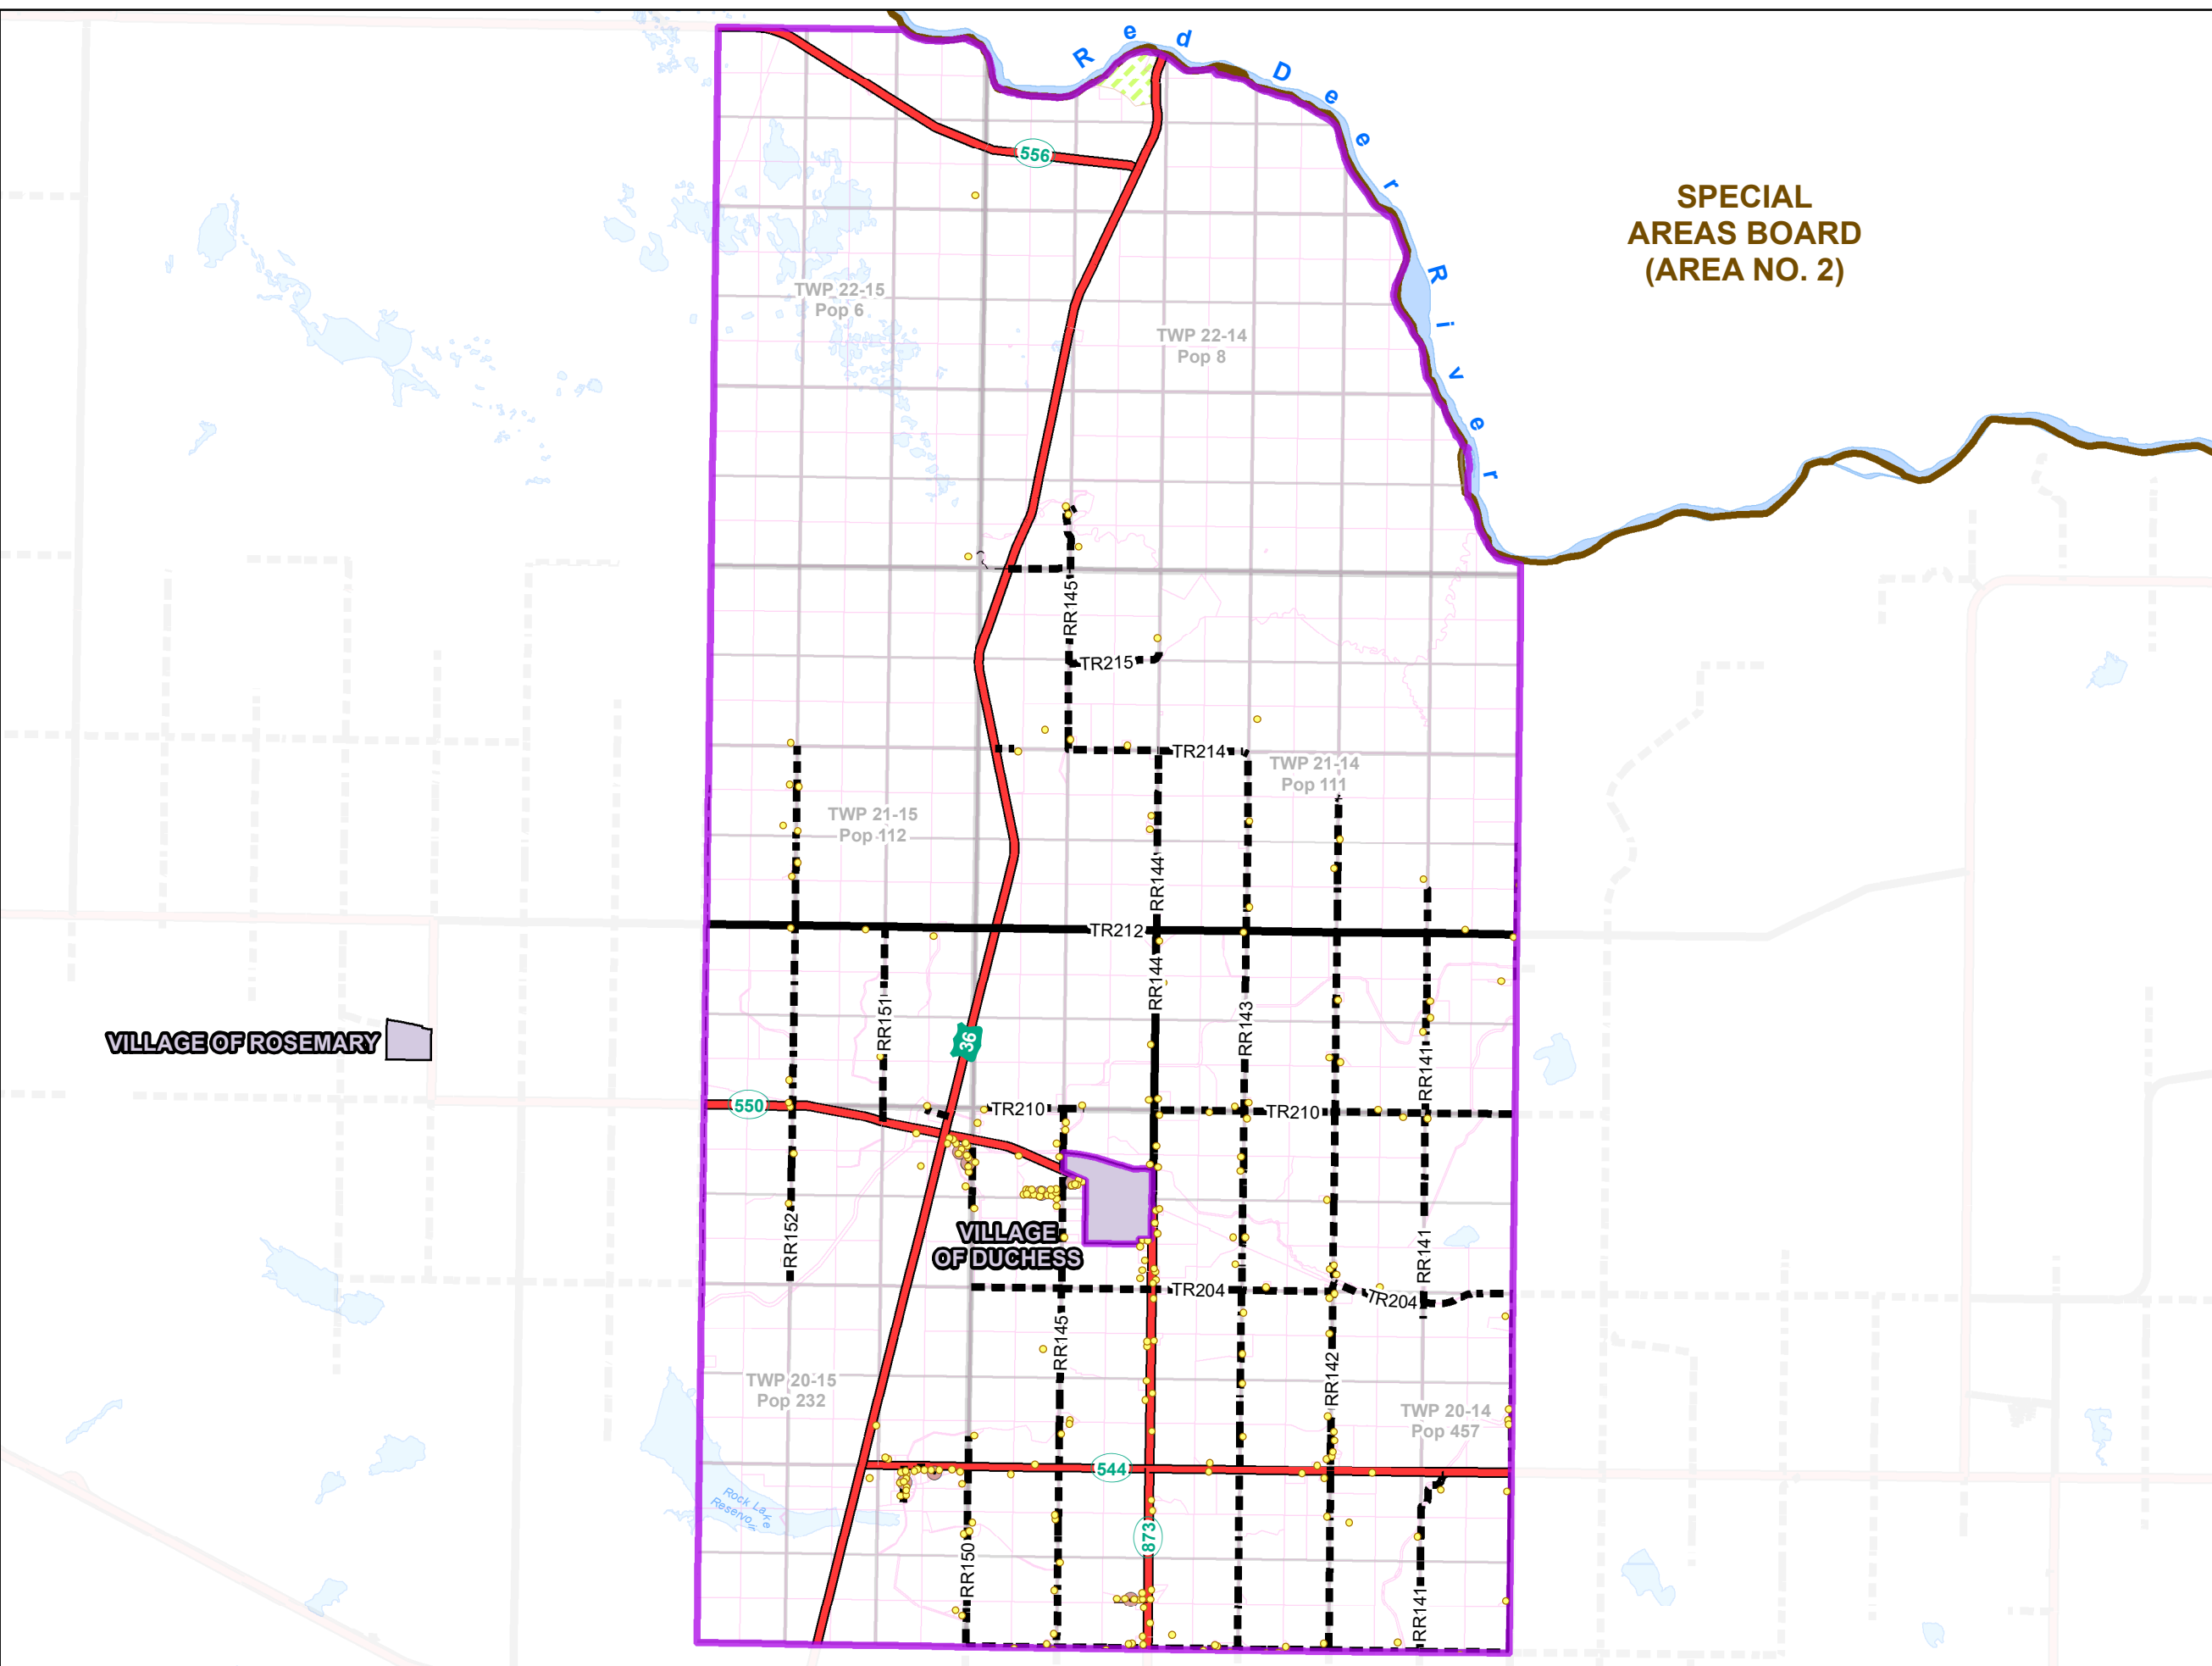 Red Deer River
556
SPECIAL
AREAS BOARD
(AREA NO. 2)
TWP 22-15
Pop 6
TWP 22-14
Pop 8
RR145
TR215
TR214
TWP 21-14
Pop 111
TWP 21-15
Pop 112
RR144
TR212
RR144
RR151
RR143
36
VILLAGE OF ROSEMARY
RR141
550
TR210
TR210
RR152
VILLAGE
OF DUCHESS
RR141
TR204
TR204
RR145
RR142
TWP 20-15
Pop 232
TWP 20-14
Pop 457
544
Rock Lake
Reservoir
873
RR150
RR141